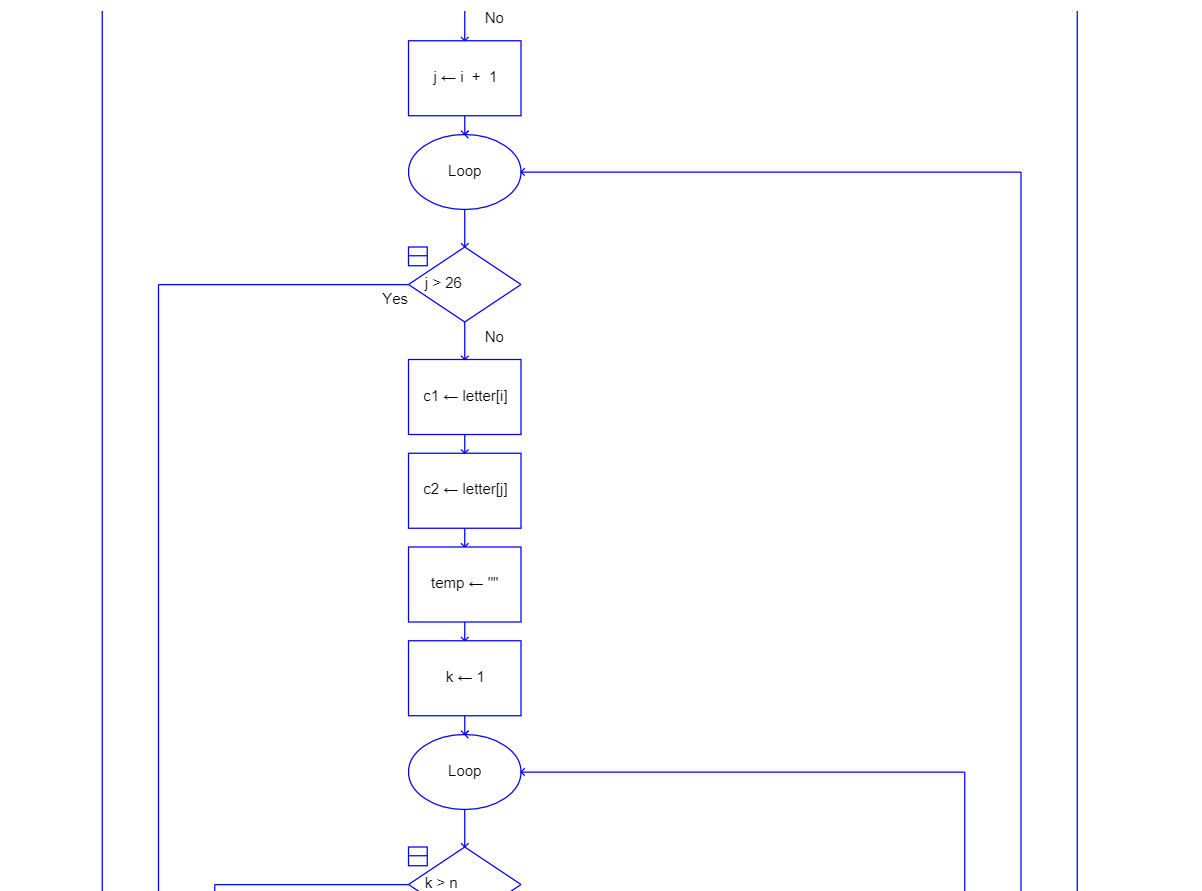 No
j ← i + 1
Loop
j > 26
Yes
No
c1 ← letter[i]
c2 ← letter[j]
temp ← ""
k ← 1
Loop
k > n